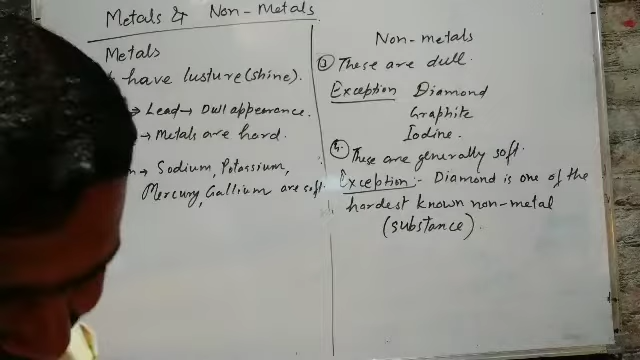 Metals & Non-Metals
Metals
have lusture (shine).
→ Lead → Dull appearance.
→ Metals are hard.
→ Sodium, Potassium,
Mercury, Gallium are soft.
Non-metals
These are dull.
Exception Diamond
Graphite
Iodine.
These are generally soft.
Exception :- Diamond is one of the
hardest known non-metal
(substance).